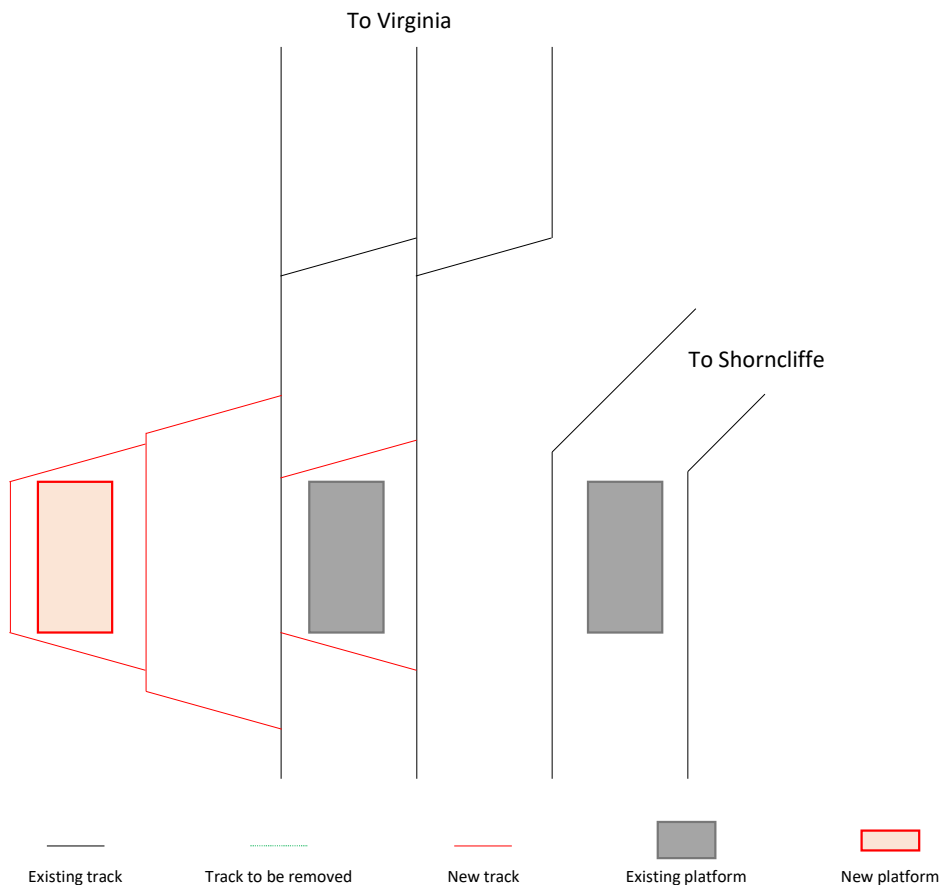 To Virginia
To Shorncliffe
Existing track
Track to be removed
New track
Existing platform
New platform